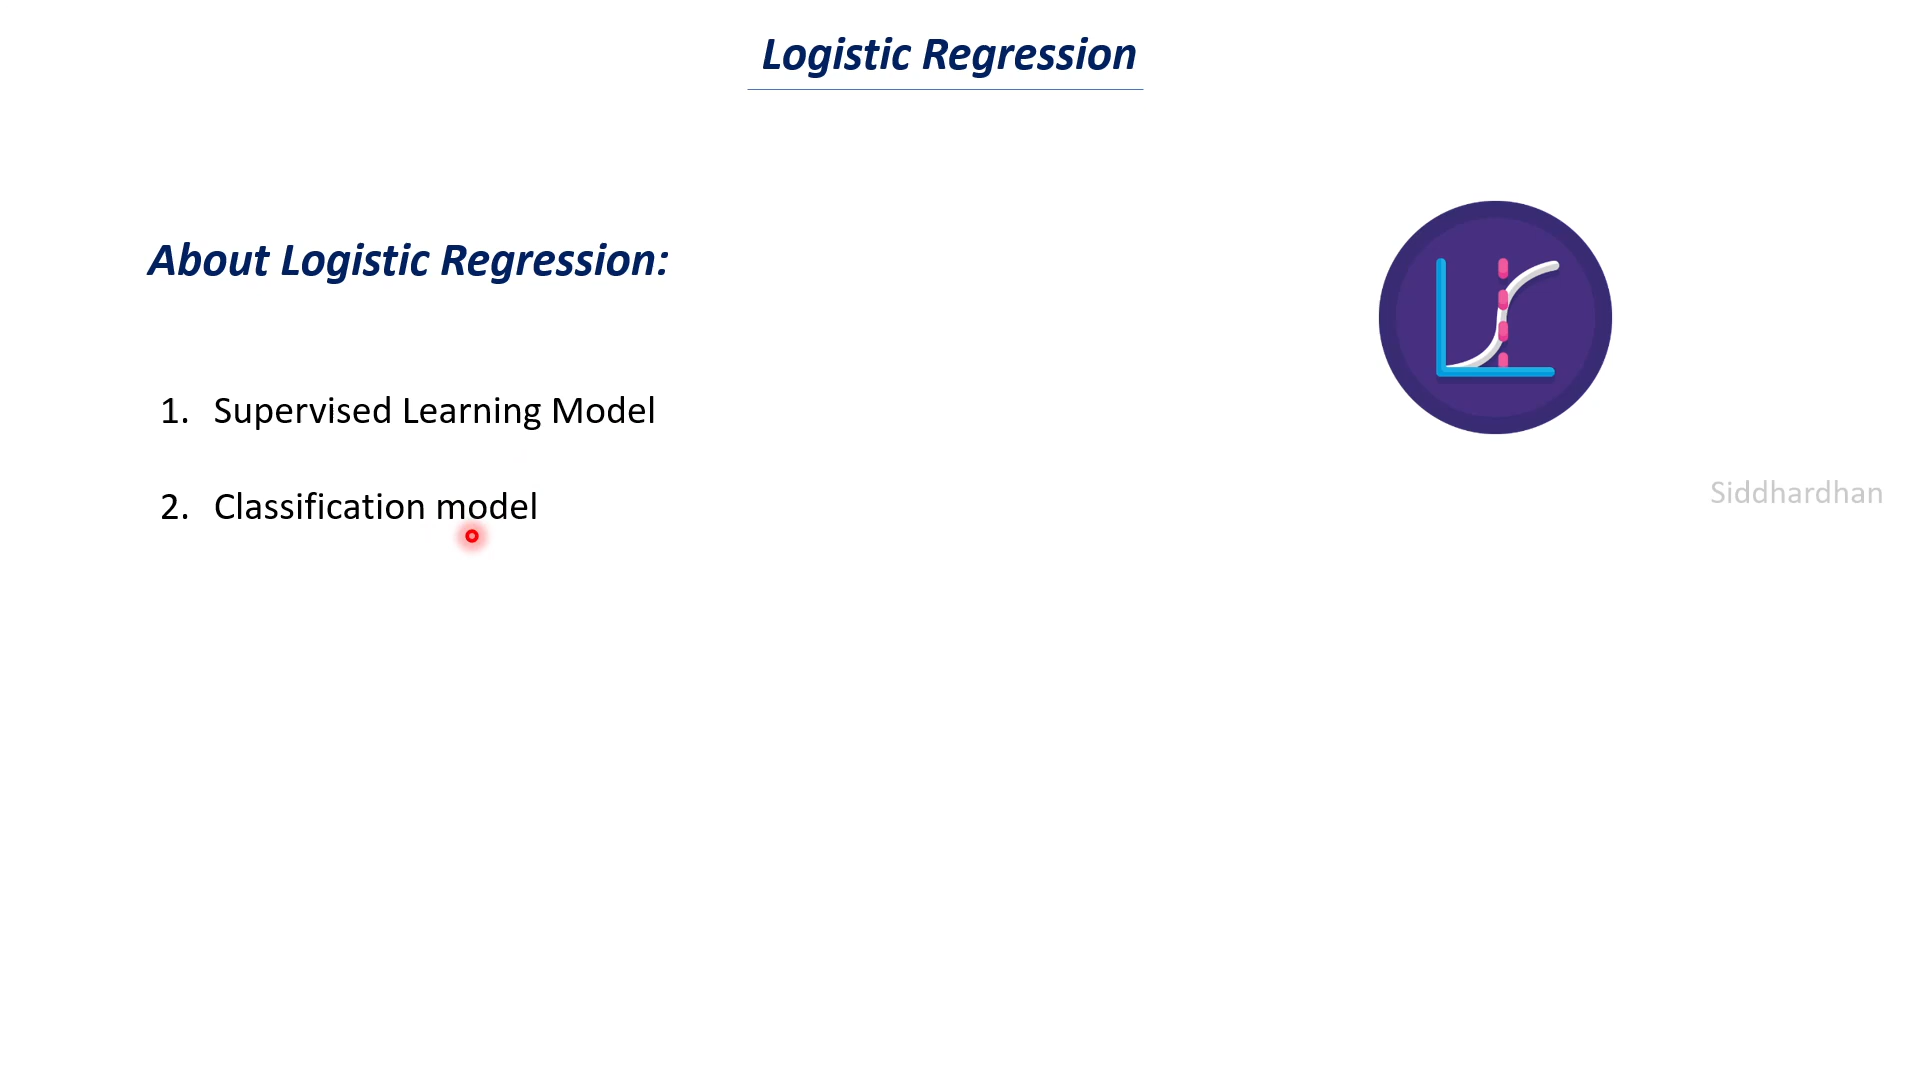 Logistic Regression
About Logistic Regression:
1. Supervised Learning Model
Siddhardhan
2. Classification model